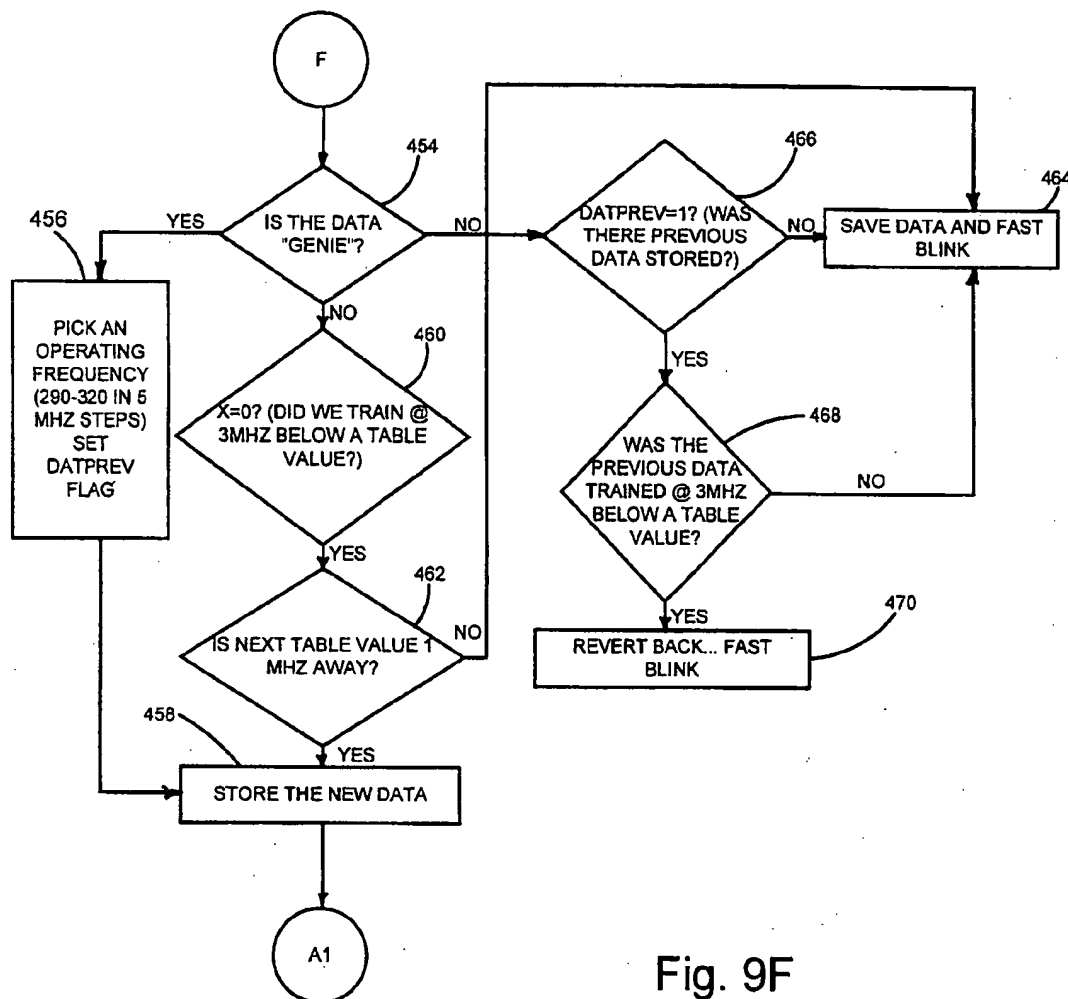 F
454
IS THE DATA
"GENIE"?
YES
NO
NO
456
PICK AN
OPERATING
FREQUENCY
(290-320 IN 5
MHZ STEPS)
SET
DATPREV
FLAG
460
X=0? (DID WE TRAIN @
3MHZ BELOW A TABLE
VALUE?)
YES
462
IS NEXT TABLE VALUE 1
MHZ AWAY?
NO
YES
458
STORE THE NEW DATA
A1
466
DATPREV=1? (WAS
THERE PREVIOUS
DATA STORED?)
NO
YES
464
SAVE DATA AND FAST
BLINK
468
WAS THE
PREVIOUS DATA
TRAINED @ 3MHZ
BELOW A TABLE
VALUE?
NO
YES
470
REVERT BACK... FAST
BLINK
Fig. 9F